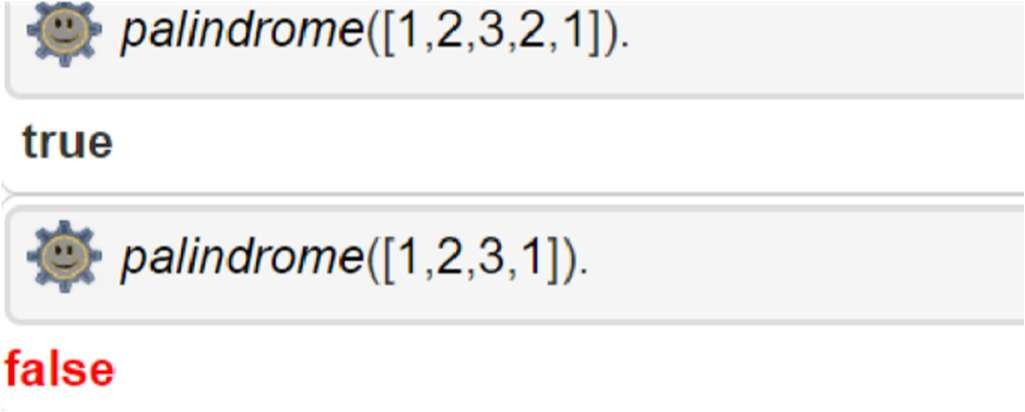 palindrome([1,2,3,2,1]).
true
palindrome([1,2,3,1]).
false